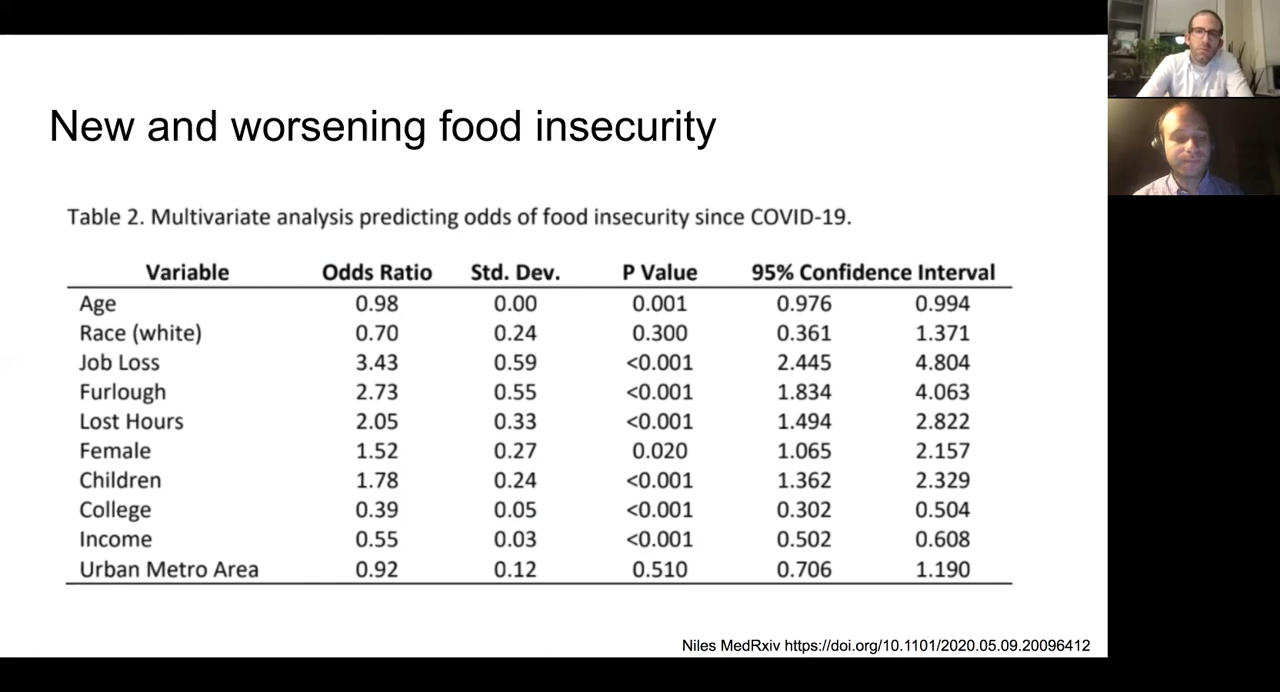 New and worsening food insecurity
Table 2. Multivariate analysis predicting odds of food insecurity since COVID-19.
Variable Odds Ratio Std. Dev. P Value 95% Confidence Interval
Age 0.98 0.00 0.001 0.976 0.994
Race (white) 0.70 0.24 0.300 0.361 1.371
Job Loss 3.43 0.59 <0.001 2.445 4.804
Furlough 2.73 0.55 <0.001 1.834 4.063
Lost Hours 2.05 0.33 <0.001 1.494 2.822
Female 1.52 0.27 0.020 1.065 2.157
Children 1.78 0.24 <0.001 1.362 2.329
College 0.39 0.05 <0.001 0.302 0.504
Income 0.55 0.03 <0.001 0.502 0.608
Urban Metro Area 0.92 0.12 0.510 0.706 1.190
Niles MedRxiv https://doi.org/10.1101/2020.05.09.20096412